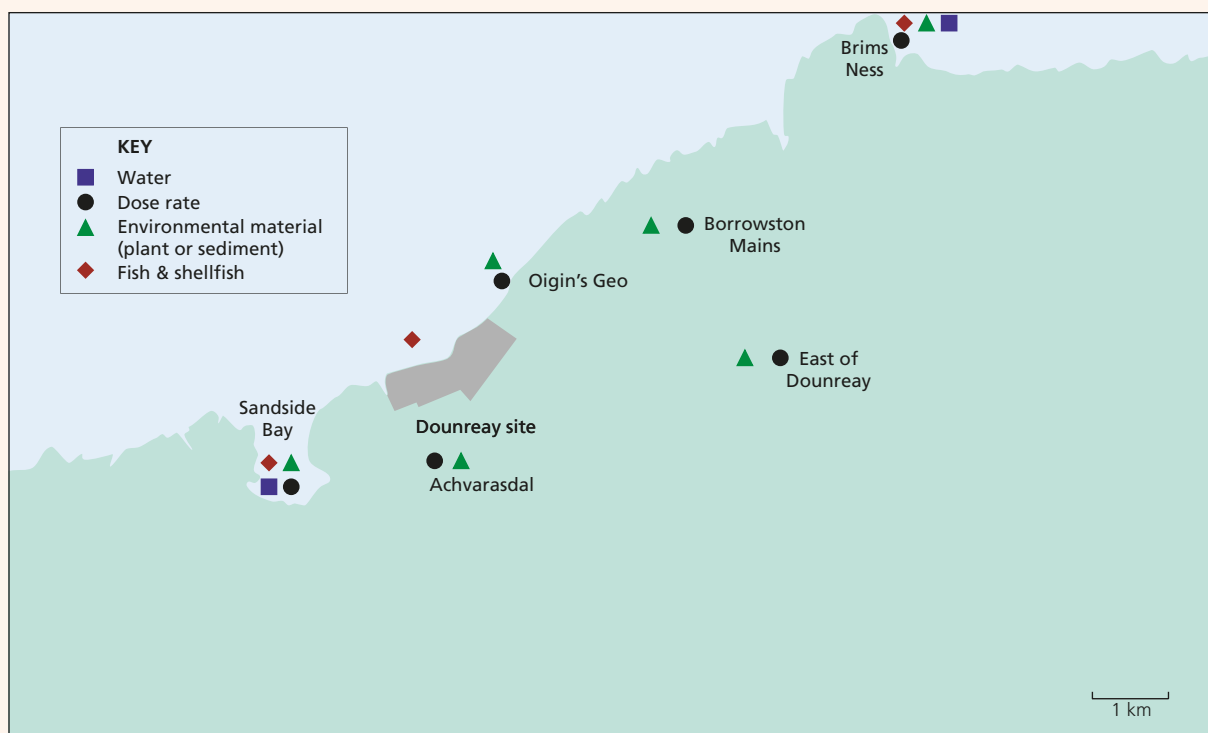 Brims
Ness
KEY
Water
Dose rate
Environmental material
(plant or sediment)
Fish & shellfish
Borrowston
Mains
Oigin's Geo
East of
Dounreay
Sandside
Bay
Dounreay site
Achvarasdal
1 km